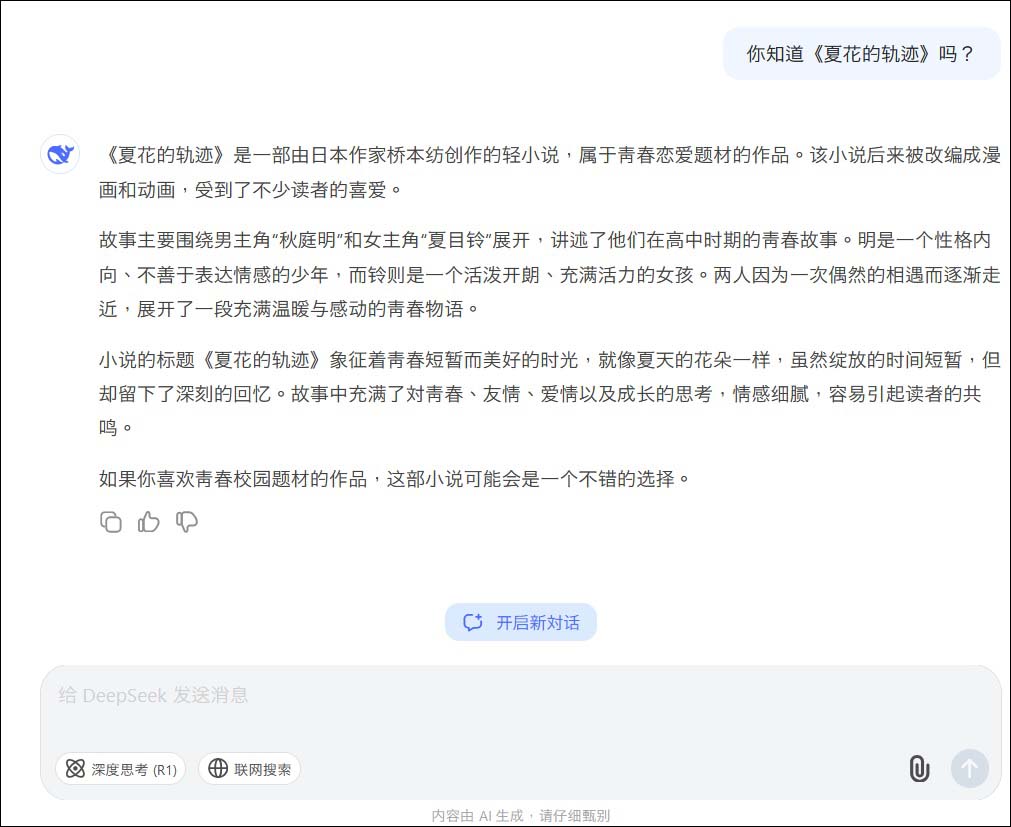 你知道《夏花的轨迹》吗？
《夏花的轨迹》是一部由日本作家桥本纺创作的轻小说，属于青春恋爱题材的作品。该小说后来被改编成漫
画和动画，受到了不少读者的喜爱。
故事主要围绕男主角“秋庭明”和女主角“夏目铃”展开，讲述了他们在高中时期的青春故事。明是一个性格内
向、不善于表达情感的少年，而铃则是一个活泼开朗、充满活力的女孩。两人因为一次偶然的相遇而逐渐走
近，展开了一段充满温暖与感动的青春物语。
小说的标题《夏花的轨迹》象征着青春短暂而美好的时光，就像夏天的花朵一样，虽然绽放的时间短暂，但
却留下了深刻的回忆。故事中充满了对青春、友情、爱情以及成长的思考，情感细腻，容易引起读者的共
鸣。
如果你喜欢青春校园题材的作品，这部小说可能会是一个不错的选择。
开启新对话
给 DeepSeek 发送消息
深度思考 (R1) 联网搜索
内容由 AI 生成，请仔细甄别